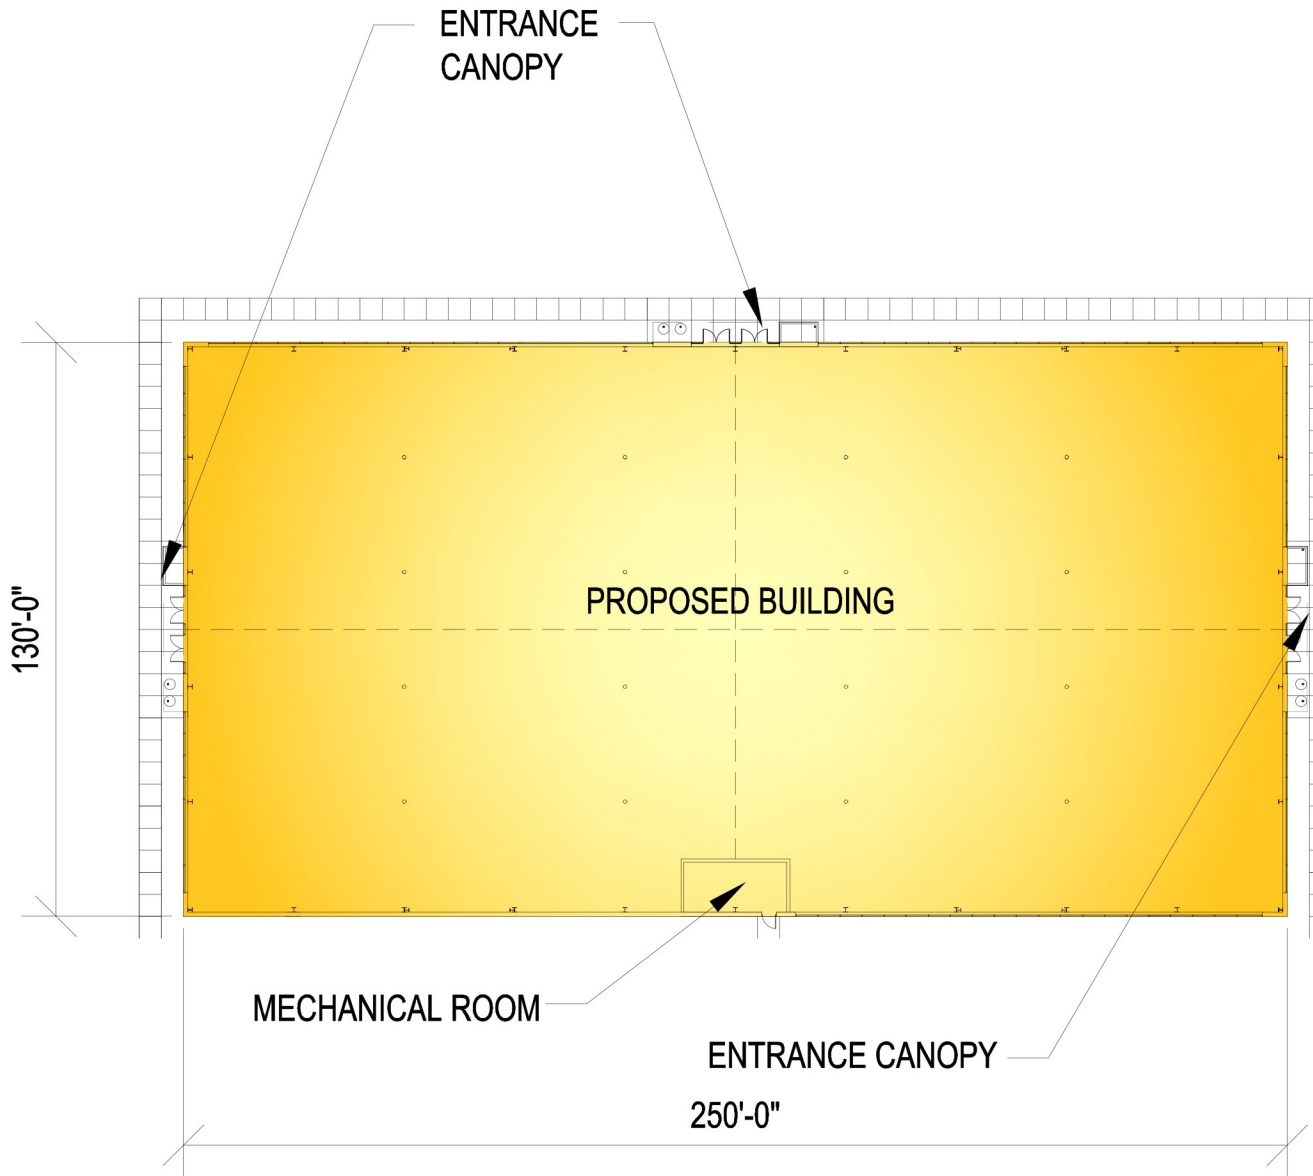 ENTRANCE
CANOPY
130'-0"
PROPOSED BUILDING
MECHANICAL ROOM
ENTRANCE CANOPY
250'-0"